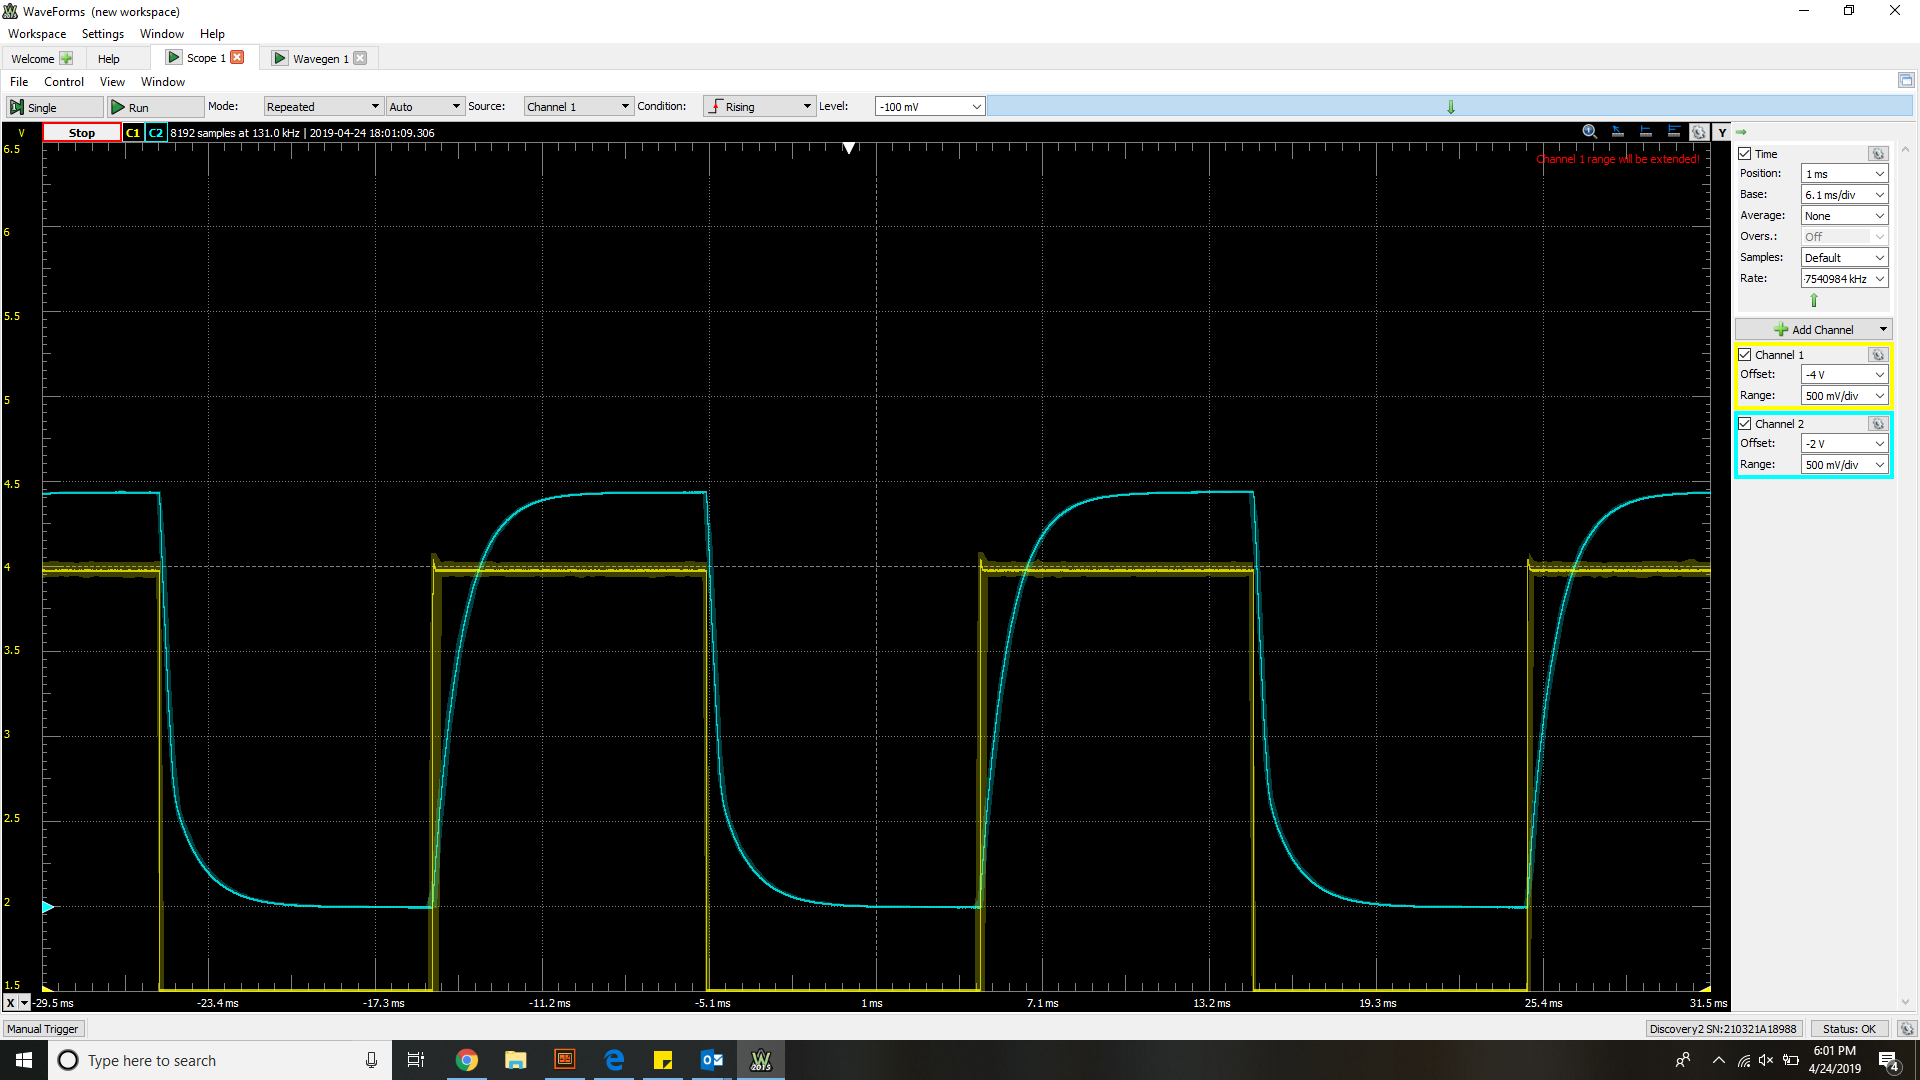 WaveForms (new workspace)
Workspace Settings Window Help
Welcome Help Scope 1 Wavegen 1
File Control View Window
Single Run Mode: Repeated Auto Source: Channel 1 Condition: Rising Level: -100 mV
V Stop C1 C2 8192 samples at 131.0 kHz | 2019-04-24 18:01:09.306 Y
Channel 1 range will be extended!
6.5
6
5.5
5
4.5
4
3.5
3
2.5
2
1.5
X -29.5 ms -23.4 ms -17.3 ms -11.2 ms -5.1 ms 1 ms 7.1 ms 13.2 ms 19.3 ms 25.4 ms 31.5 ms
Time
Position: 1 ms
Base: 6.1 ms/div
Average: None
Overs.: Off
Samples: Default
Rate: 7540984 kHz
Add Channel
Channel 1
Offset: -4 V
Range: 500 mV/div
Channel 2
Offset: -2 V
Range: 500 mV/div
Manual Trigger Discovery2 SN:210321A18988 Status: OK
Type here to search
W
2015
6:01 PM
4/24/2019
4